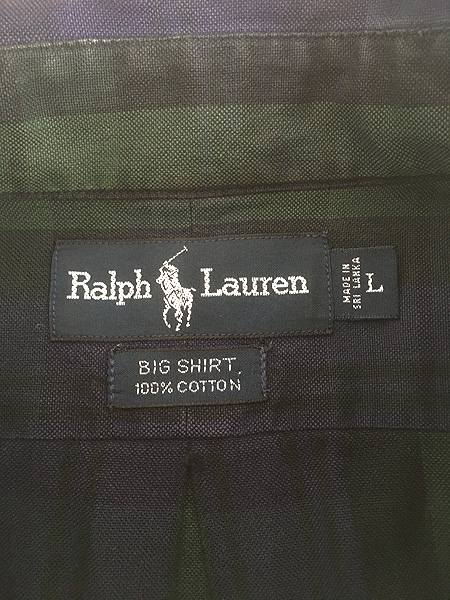 Ralph Lauren
MADE IN
SRI LANKA
L
BIG SHIRT.
100% COTTON